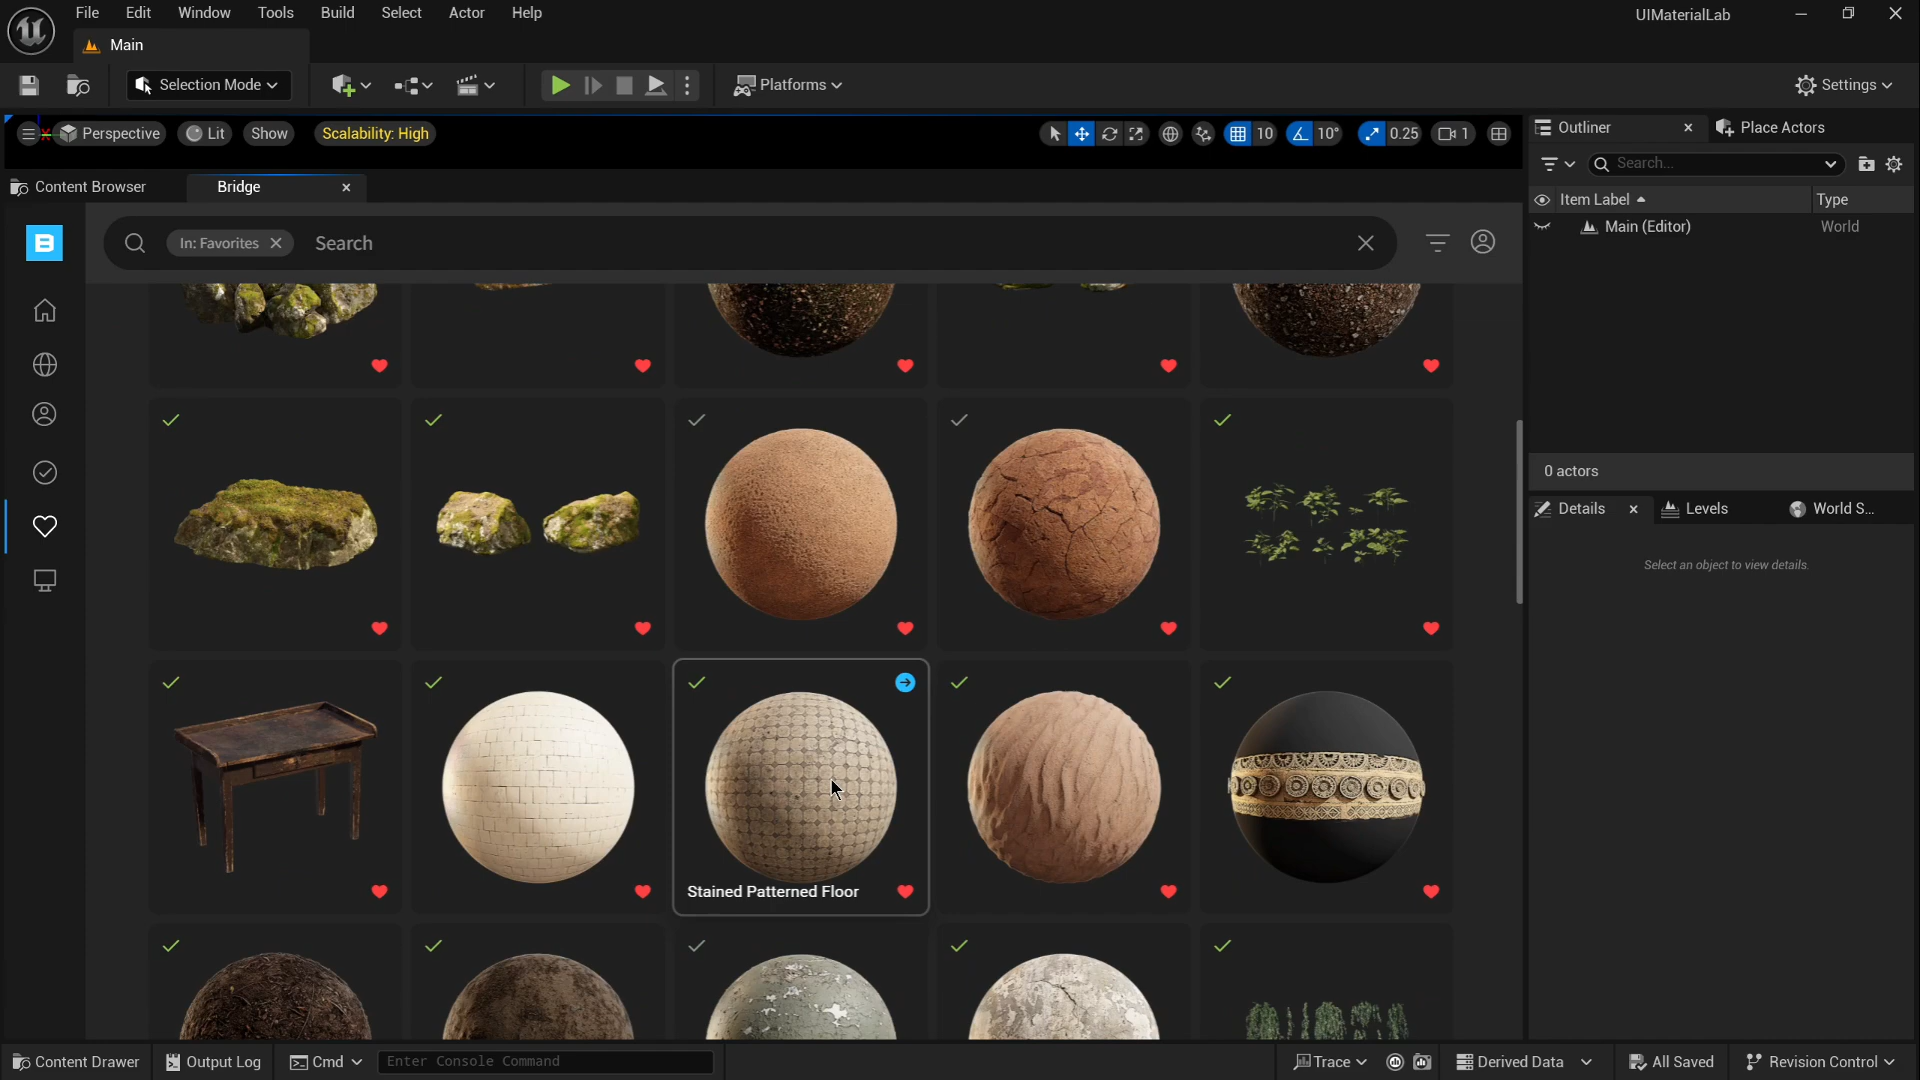 File Edit Window Tools Build Select Actor Help
UIMaterialLab
Main
Selection Mode
Platforms
Settings
Perspective Lit Show Scalability: High
10 10° 0.25 1
Outliner
Place Actors
Content Browser
Bridge
Search...
Item Label Type
Main (Editor) World
B
In: Favorites Search
0 actors
Details Levels World S...
Select an object to view details.
Stained Patterned Floor
Content Drawer Output Log Cmd Enter Console Command Trace Derived Data All Saved Revision Control